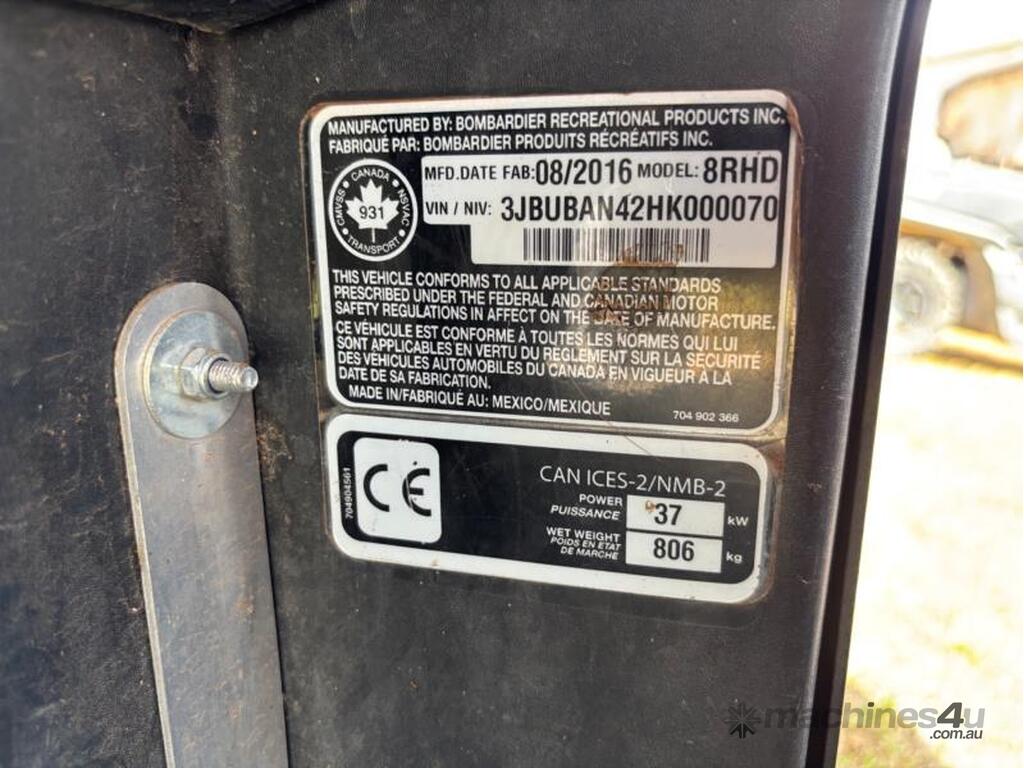 MANUFACTURED BY: BOMBARDIER RECREATIONAL PRODUCTS INC.
FABRIQUÉ PAR: BOMBARDIER PRODUITS RÉCRÉATIFS INC.
CANADA
CMVSS
NSVAC
931
TRANSPORT
MFD.DATE FAB:08/2016 MODEL: 8RHD
VIN / NIV: 3JBUBAN42HK000070
THIS VEHICLE CONFORMS TO ALL APPLICABLE STANDARDS
PRESCRIBED UNDER THE FEDERAL AND CANADIAN MOTOR
SAFETY REGULATIONS IN AFFECT ON THE DATE OF MANUFACTURE.
CE VÉHICULE EST CONFORME À TOUTES LES NORMES QUI LUI
SONT APPLICABLES EN VERTU DU REGLEMENT SUR LA SÉCURITÉ
DES VÉHICULES AUTOMOBILES DU CANADA EN VIGUEUR À LA
DATE DE SA FABRICATION.
MADE IN/FABRIQUÉ AU: MEXICO/MEXIQUE
704 902 366
704904561
CE
CAN ICES-2/NMB-2
POWER
PUISSANCE
37 kW
WET WEIGHT
POIDS EN ETAT
DE MARCHE
806 kg
machines4u
.com.au